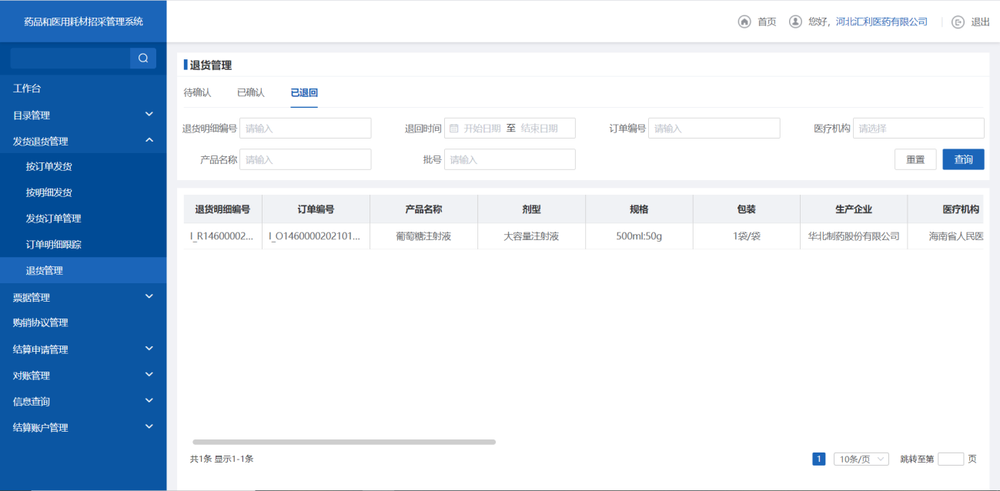 药品和医用耗材招采管理系统
首页 您好，河北汇利医药有限公司 退出
工作台
目录管理
发货退货管理
按订单发货
按明细发货
发货订单管理
订单明细跟踪
退货管理
票据管理
购销协议管理
结算申请管理
对账管理
信息查询
结算账户管理
退货管理
待确认 已确认 已退回
退货明细编号 请输入 退回时间 开始日期 至 结束日期 订单编号 请输入 医疗机构 请选择
产品名称 请输入 批号 请输入 重置 查询
退货明细编号 订单编号 产品名称 剂型 规格 包装 生产企业 医疗机构
I_R14600002... I_O1460000202101... 葡萄糖注射液 大容量注射液 500ml:50g 1袋/袋 华北制药股份有限公司 海南省人民医
共1条 显示1-1条 1 10条/页 跳转至第 页